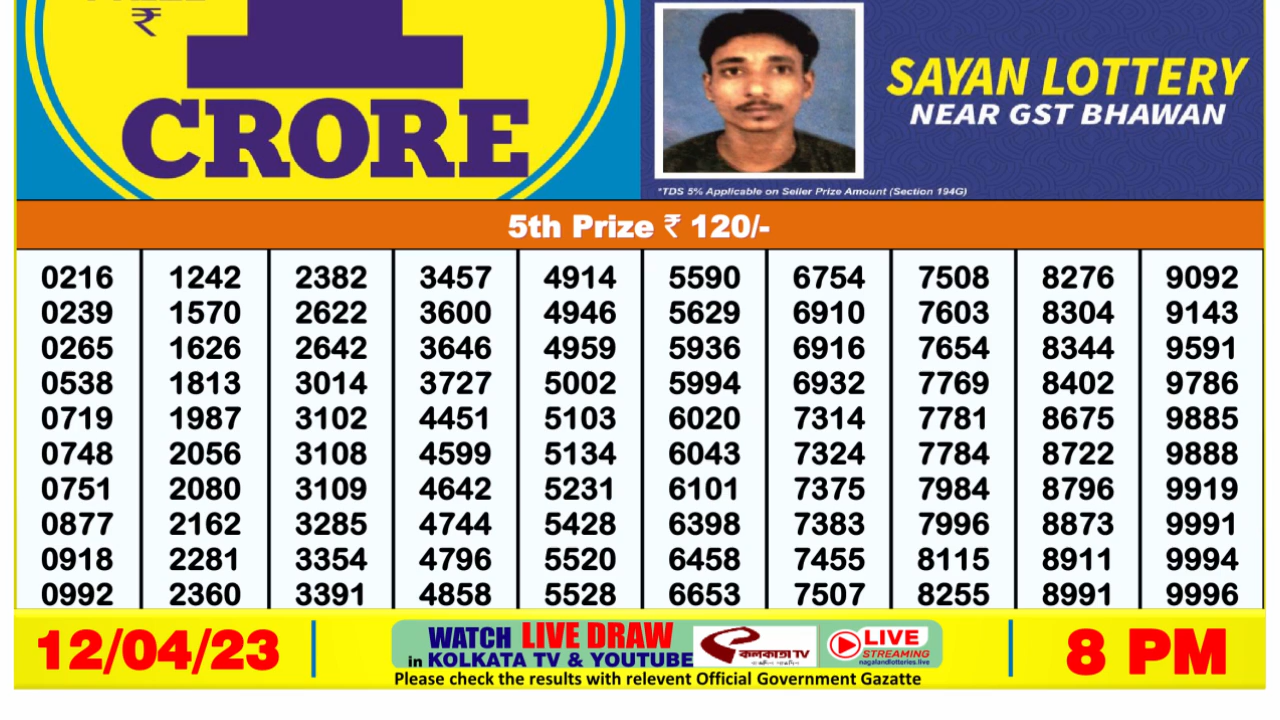 ₹
1
CRORE
SAYAN LOTTERY
NEAR GST BHAWAN
*TDS 5% Applicable on Seller Prize Amount (Section 194G)
5th Prize ₹ 120/-
0216 1242 2382 3457 4914 5590 6754 7508 8276 9092
0239 1570 2622 3600 4946 5629 6910 7603 8304 9143
0265 1626 2642 3646 4959 5936 6916 7654 8344 9591
0538 1813 3014 3727 5002 5994 6932 7769 8402 9786
0719 1987 3102 4451 5103 6020 7314 7781 8675 9885
0748 2056 3108 4599 5134 6043 7324 7784 8722 9888
0751 2080 3109 4642 5231 6101 7375 7984 8796 9919
0877 2162 3285 4744 5428 6398 7383 7996 8873 9991
0918 2281 3354 4796 5520 6458 7455 8115 8911 9994
0992 2360 3391 4858 5528 6653 7507 8255 8991 9996
12/04/23
WATCH LIVE DRAW
in KOLKATA TV & YOUTUBE
কলকাতা TV
LIVE
STREAMING
nagalandlotteries.live
Please check the results with relevent Official Government Gazatte
8 PM